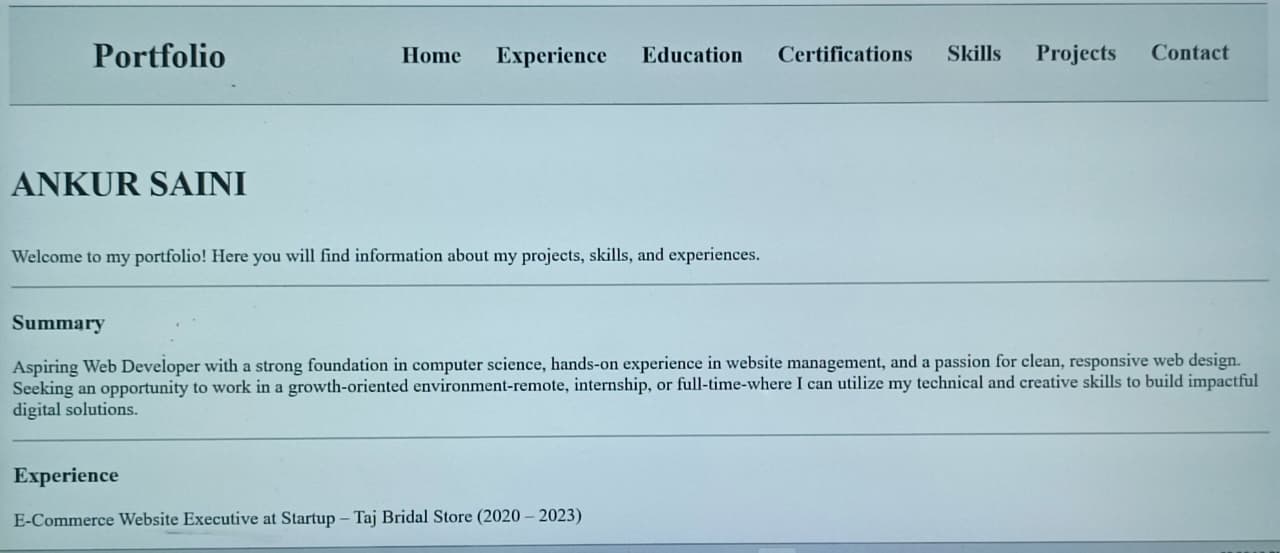 Portfolio Home Experience Education Certifications Skills Projects Contact
ANKUR SAINI
Welcome to my portfolio! Here you will find information about my projects, skills, and experiences.
Summary
Aspiring Web Developer with a strong foundation in computer science, hands-on experience in website management, and a passion for clean, responsive web design.
Seeking an opportunity to work in a growth-oriented environment-remote, internship, or full-time-where I can utilize my technical and creative skills to build impactful
digital solutions.
Experience
E-Commerce Website Executive at Startup – Taj Bridal Store (2020 – 2023)